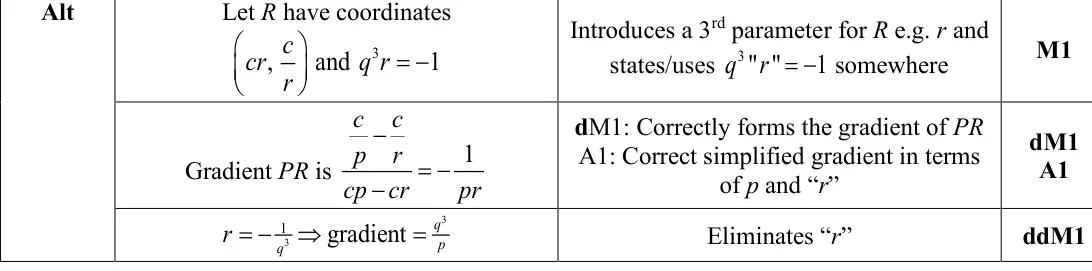 Alt
Let R have coordinates
(cr, c/r) and q³r = −1
Introduces a 3rd parameter for R e.g. r and
states/uses q³"r" = −1 somewhere
M1
Gradient PR is (c/p − c/r)/(cp − cr) = −1/pr
dM1: Correctly forms the gradient of PR
A1: Correct simplified gradient in terms
of p and “r”
dM1
A1
r = −1/q³ ⇒ gradient = q³/p
Eliminates “r”
ddM1